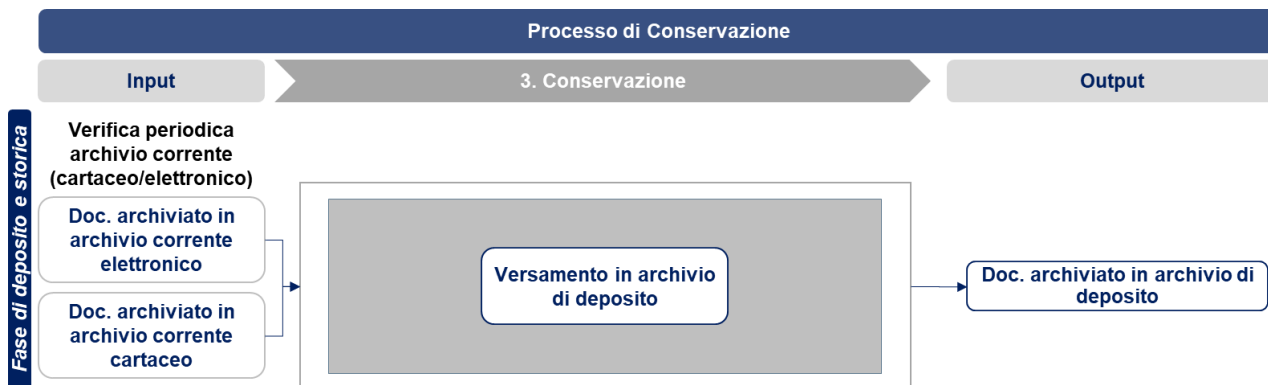 Processo di Conservazione
Input
3. Conservazione
Output
Fase di deposito e storica
Verifica periodica
archivio corrente
(cartaceo/elettronico)
Doc. archiviato in
archivio corrente
elettronico
Doc. archiviato in
archivio corrente
cartaceo
Versamento in archivio
di deposito
Doc. archiviato in archivio di
deposito